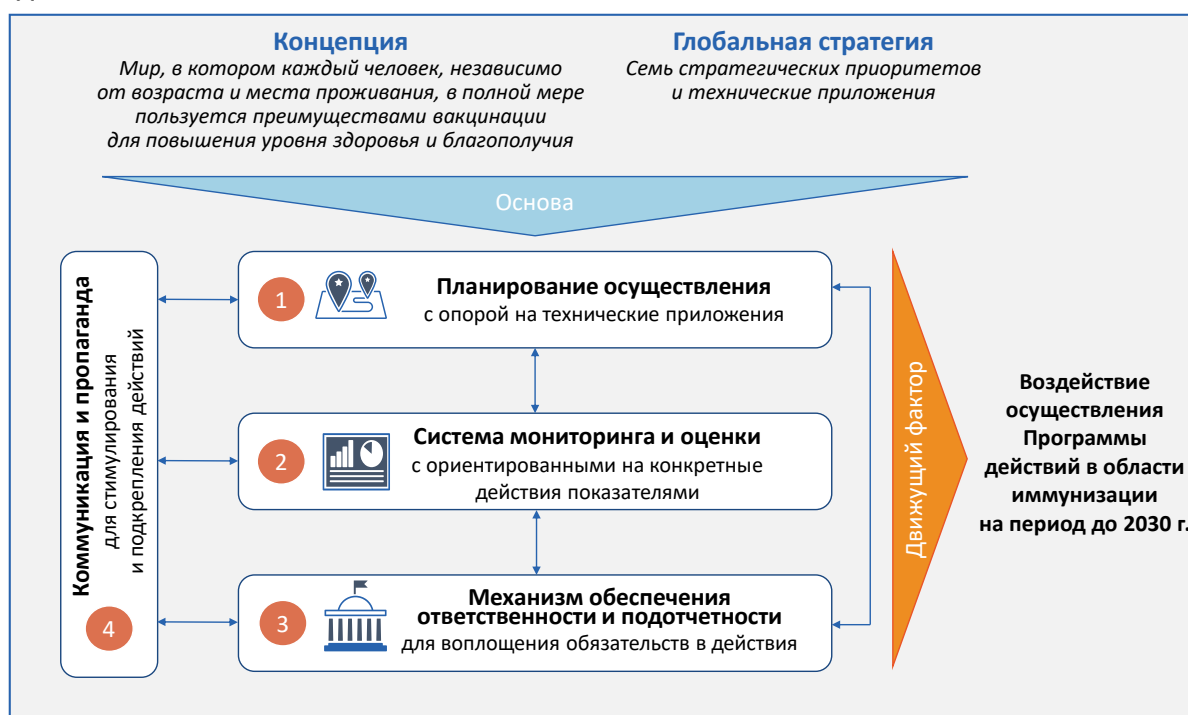 Концепция
Мир, в котором каждый человек, независимо
от возраста и места проживания, в полной мере
пользуется преимуществами вакцинации
для повышения уровня здоровья и благополучия
Глобальная стратегия
Семь стратегических приоритетов
и технические приложения
Основа
Коммуникация и пропаганда
для стимулирования
и подкрепления действий
4
1
Планирование осуществления
с опорой на технические приложения
2
Система мониторинга и оценки
с ориентированными на конкретные
действия показателями
3
Механизм обеспечения
ответственности и подотчетности
для воплощения обязательств в действия
Движущий фактор
Воздействие
осуществления
Программы
действий в области
иммунизации
на период до 2030 г.